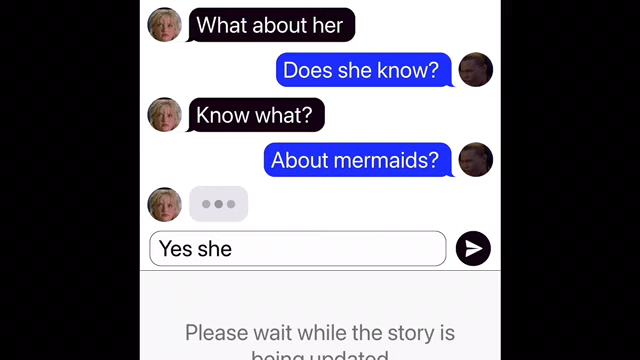 What about her
Does she know?
Know what?
About mermaids?
Yes she
Please wait while the story is
being updated